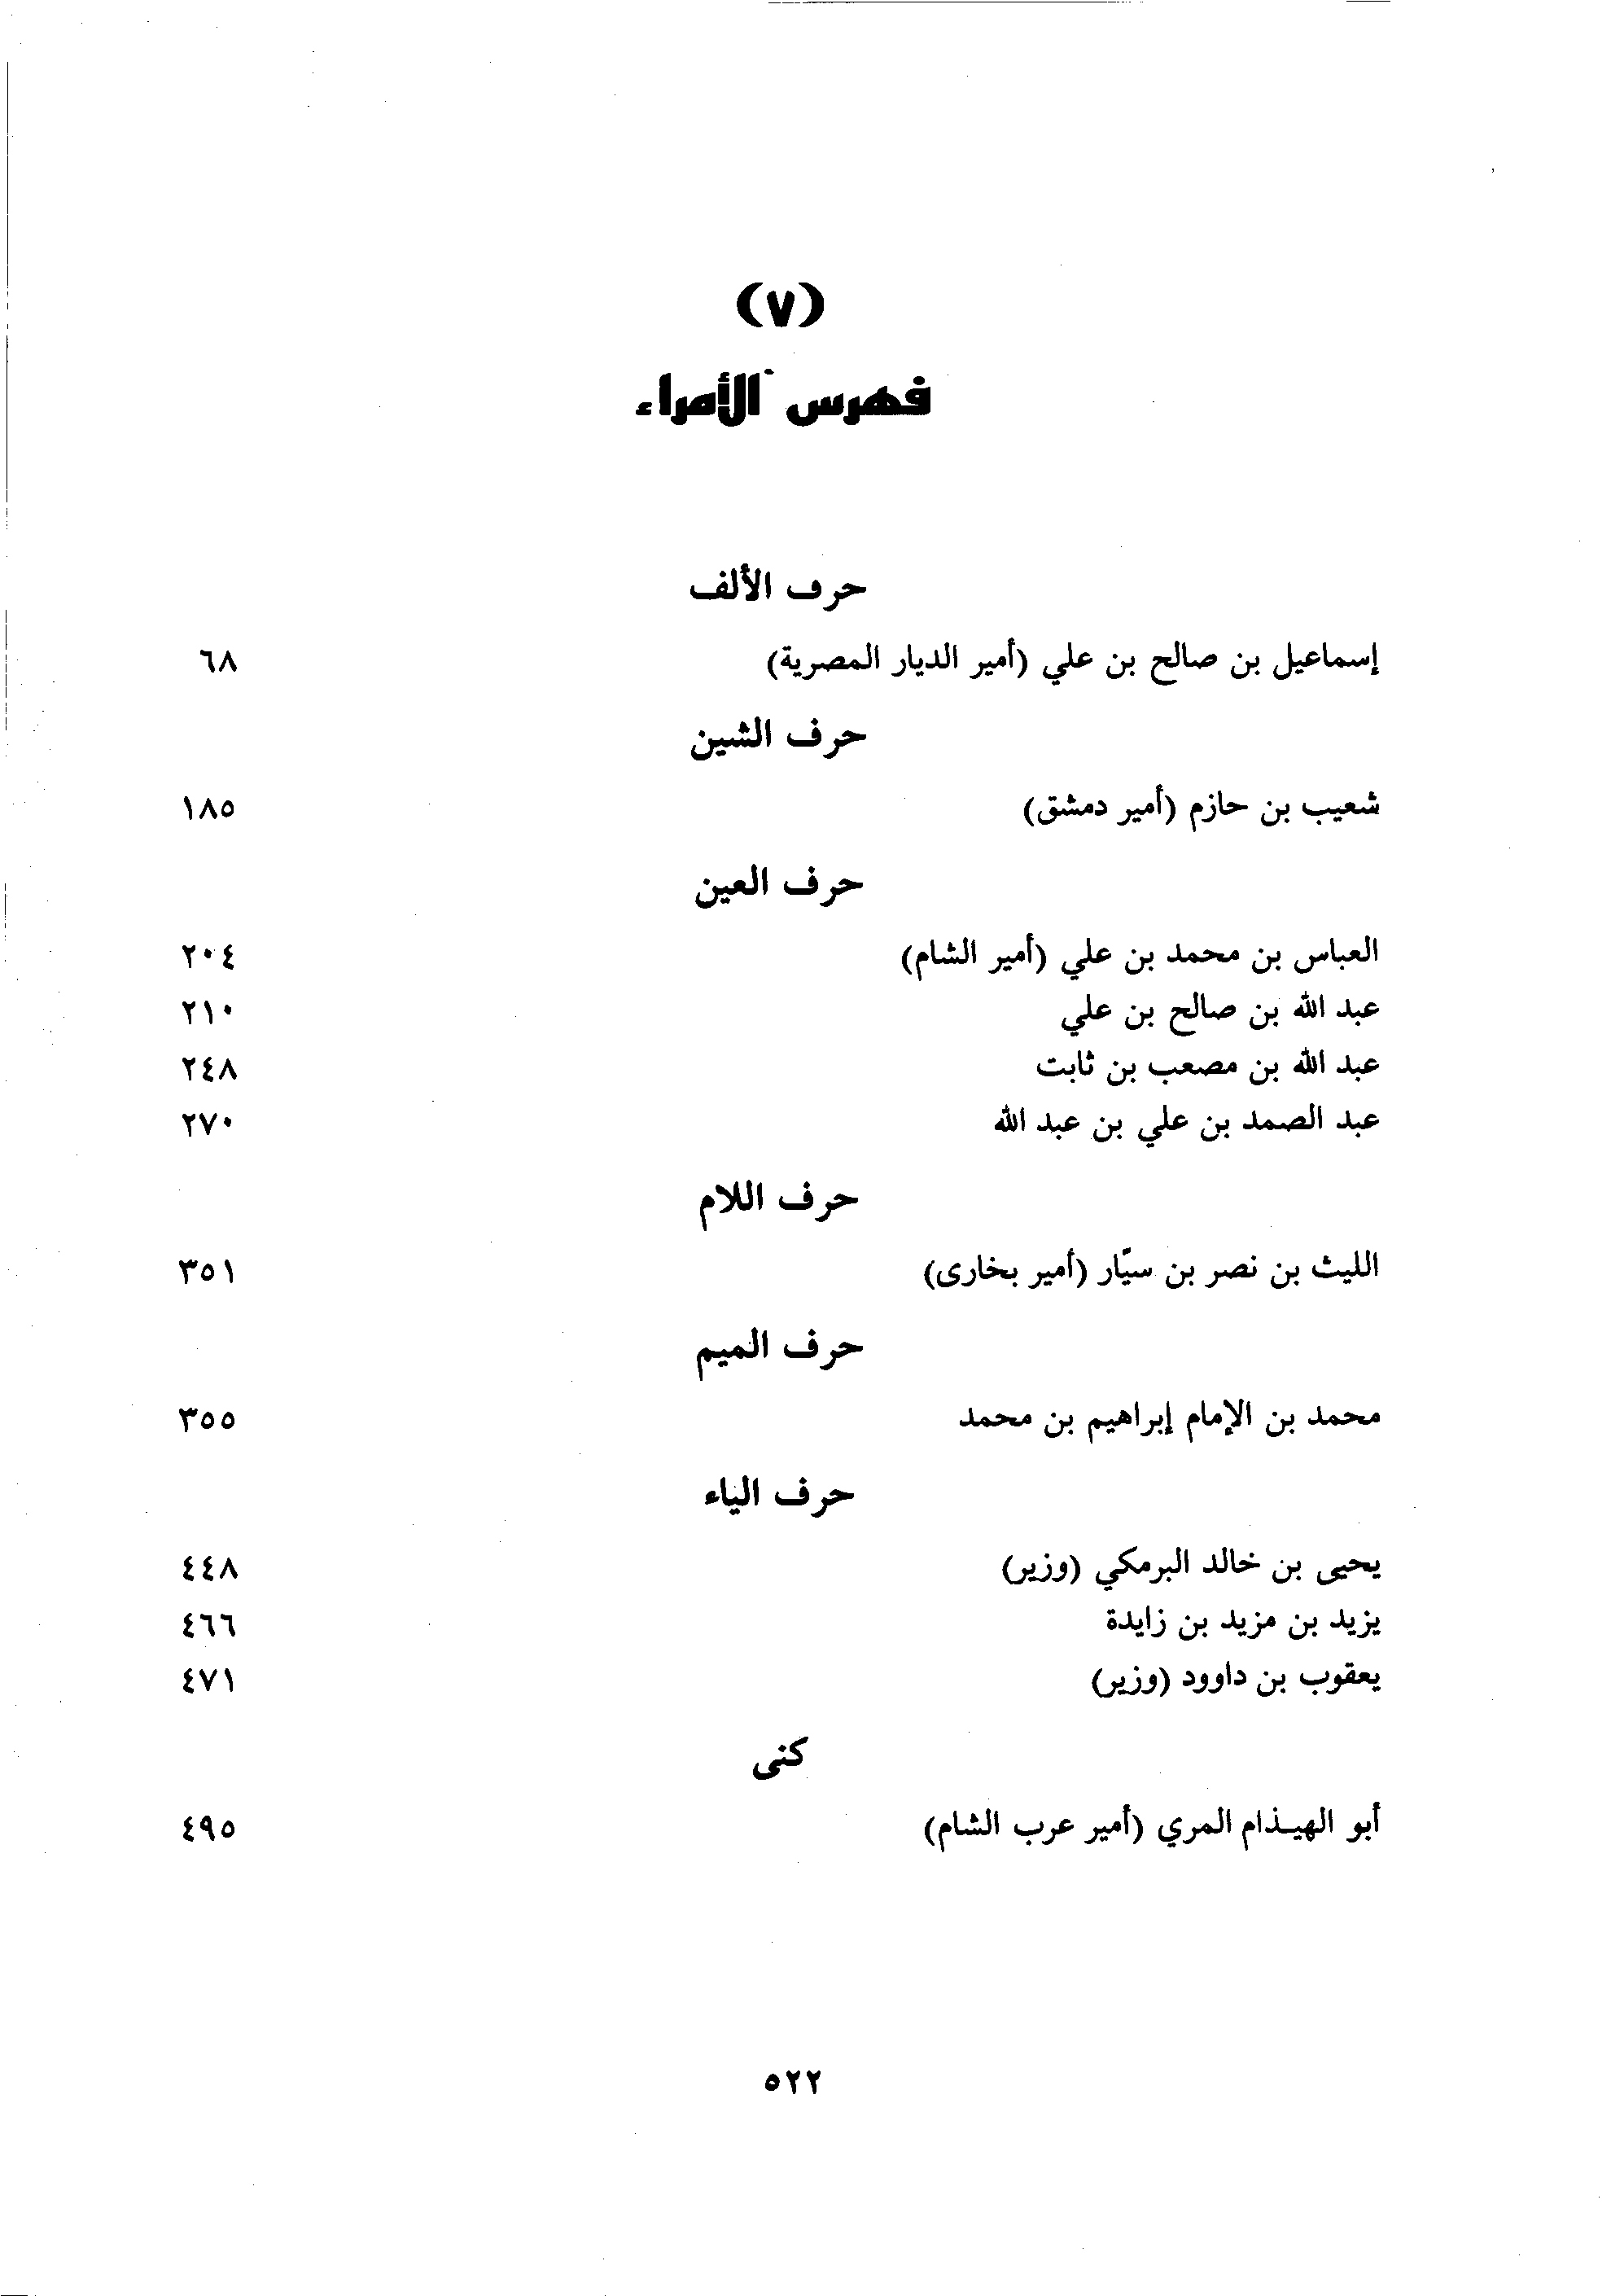 (٧)
فهرس الأمراء
حرف الألف
إسماعيل بن صالح بن علي (أمير الديار المصرية) ٦٨
حرف الشين
شعيب بن حازم (أمير دمشق) ١٨٥
حرف العين
العباس بن محمد بن علي (أمير الشام) ٢٠٤
عبد الله بن صالح بن علي ٢١٠
عبد الله بن مصعب بن ثابت ٢٤٨
عبد الصمد بن علي بن عبد الله ٢٧٠
حرف اللام
الليث بن نصر بن سيّار (أمير بخارى) ٣٥١
حرف الميم
محمد بن الإمام إبراهيم بن محمد ٣٥٥
حرف الياء
يحيى بن خالد البرمكي (وزير) ٤٤٨
يزيد بن مزيد بن زايدة ٤٦٦
يعقوب بن داوود (وزير) ٤٧١
كنى
أبو الهيـذام المري (أمير عرب الشام) ٤٩٥
٥٢٢